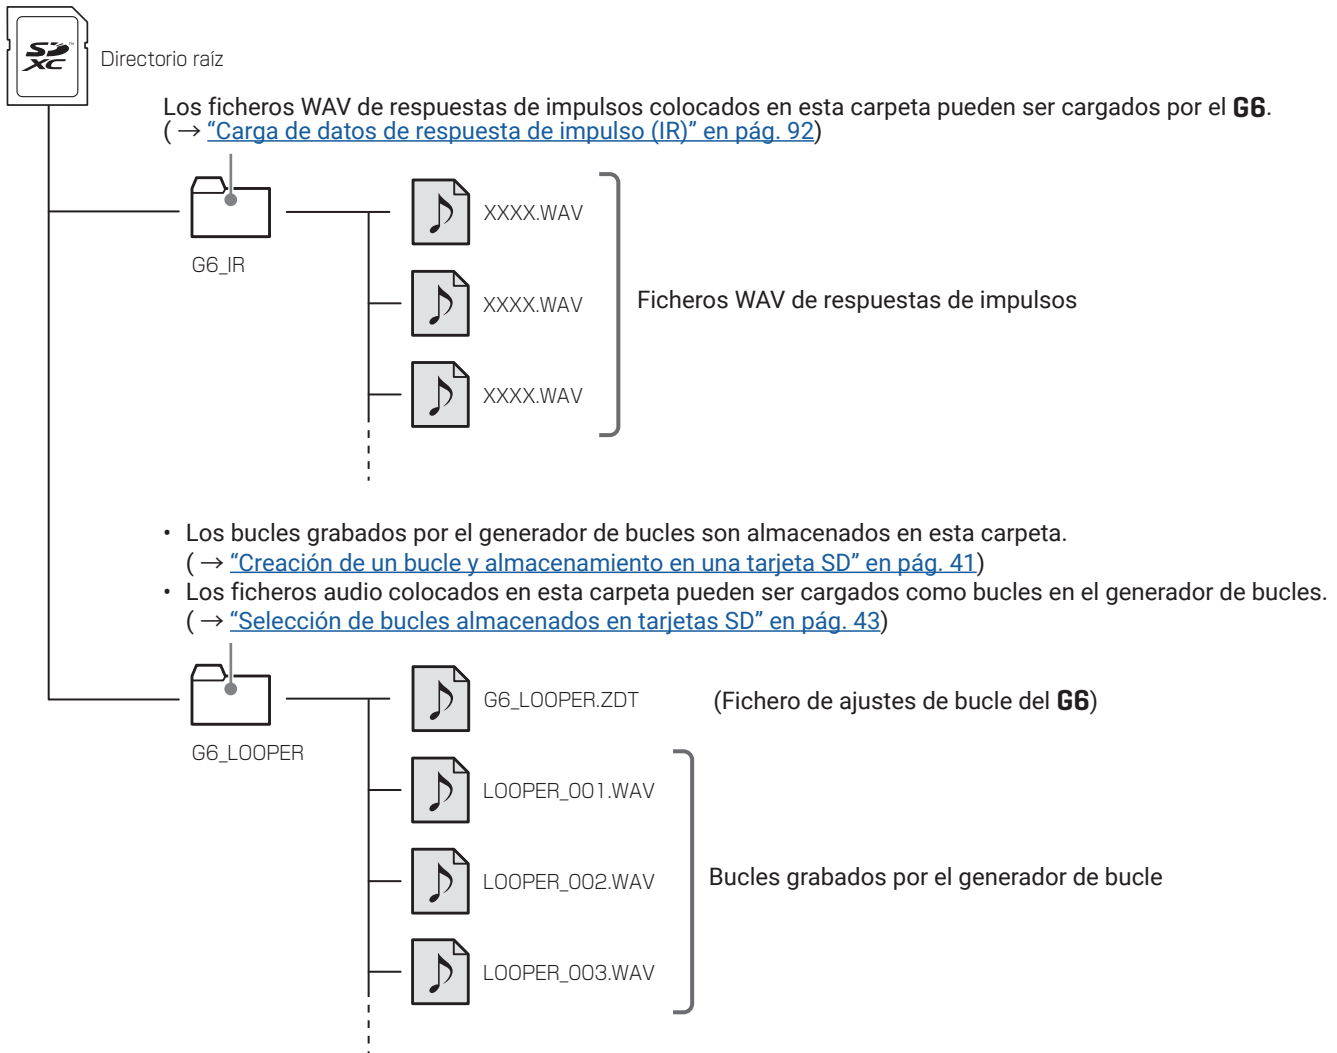 SD
XC
™
Directorio raíz
Los ficheros WAV de respuestas de impulsos colocados en esta carpeta pueden ser cargados por el G6.
( → “Carga de datos de respuesta de impulso (IR)” en pág. 92)
XXXX.WAV
G6_IR
XXXX.WAV
Ficheros WAV de respuestas de impulsos
XXXX.WAV
• Los bucles grabados por el generador de bucles son almacenados en esta carpeta.
( → “Creación de un bucle y almacenamiento en una tarjeta SD” en pág. 41)
• Los ficheros audio colocados en esta carpeta pueden ser cargados como bucles en el generador de bucles.
( → “Selección de bucles almacenados en tarjetas SD” en pág. 43)
G6_LOOPER.ZDT
(Fichero de ajustes de bucle del G6)
G6_LOOPER
LOOPER_001.WAV
LOOPER_002.WAV
Bucles grabados por el generador de bucle
LOOPER_003.WAV